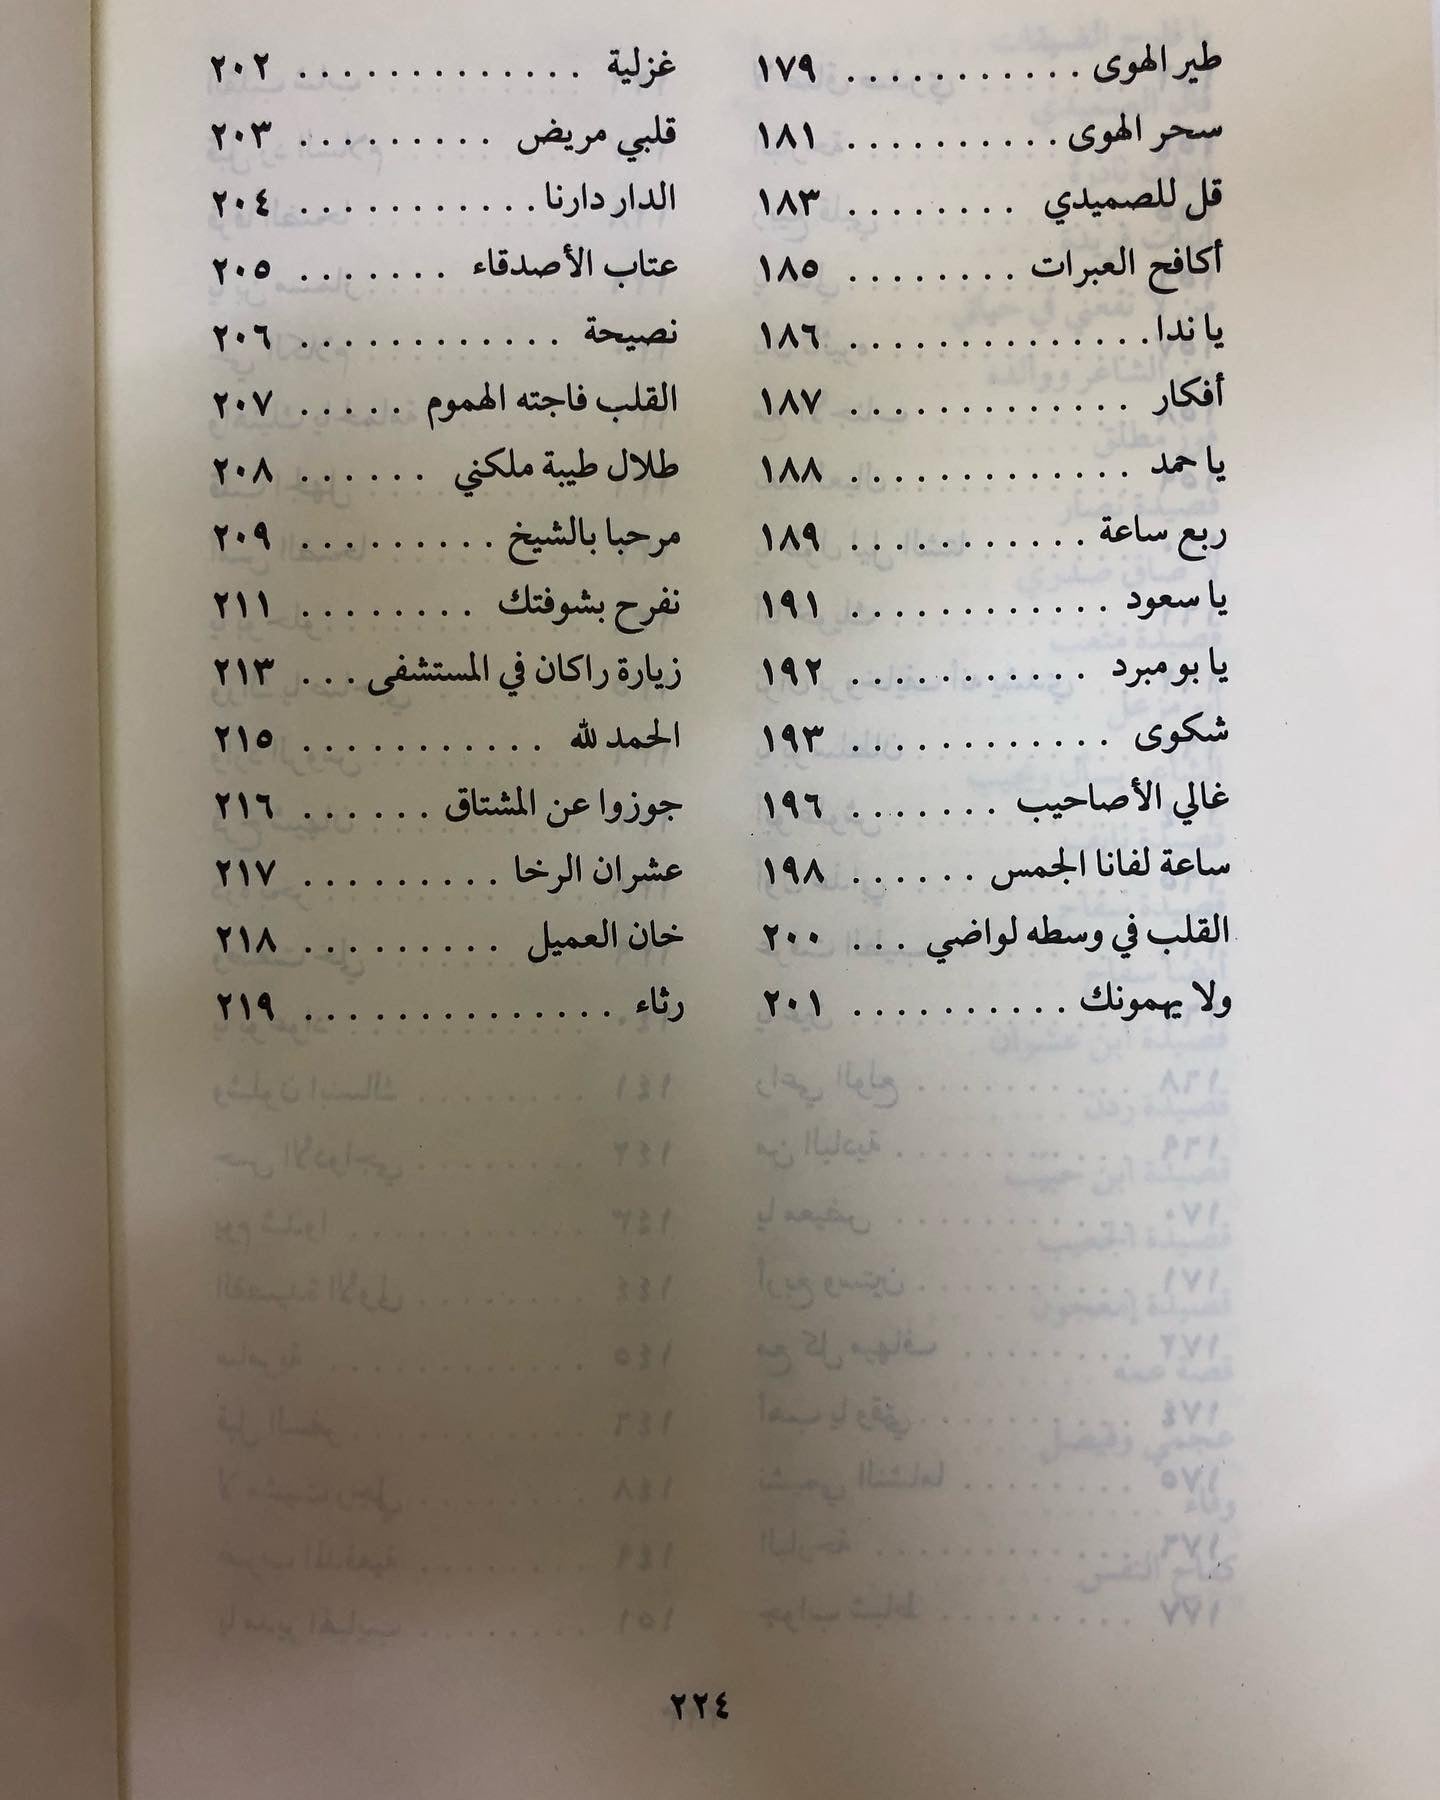 طير الهوى . . . . . . . . . . . ١٧٩
سحر الهوى . . . . . . . . . . ١٨١
قل للصميدي . . . . . . . . ١٨٣
أكافح العبرات . . . . . . . . ١٨٥
يا ندا . . . . . . . . . . . . . . ١٨٦
أفكار . . . . . . . . . . . . . ١٨٧
يا حمد . . . . . . . . . . . . . ١٨٨
ربع ساعة . . . . . . . . . . . ١٨٩
يا سعود . . . . . . . . . . . . ١٩١
يا بو مبرد . . . . . . . . . . . ١٩٢
شكوى . . . . . . . . . . . . ١٩٣
غالي الأصاحيب . . . . . . . ١٩٦
ساعة لفانا الجمس . . . . . . ١٩٨
القلب في وسطه لواضي . . . ٢٠٠
ولا يهمونك . . . . . . . . . . ٢٠١
غزلية . . . . . . . . . . . . . ٢٠٢
قلبي مريض . . . . . . . . . ٢٠٣
الدار دارنا . . . . . . . . . . . . ٢٠٤
عتاب الأصدقاء . . . . . . . ٢٠٥
نصيحة . . . . . . . . . . . . ٢٠٦
القلب فاجته الهموم . . . . . ٢٠٧
طلال طيبة ملكني . . . . . . ٢٠٨
مرحبا بالشيخ . . . . . . . . . ٢٠٩
نفرح بشوفتك . . . . . . . . ٢١١
زيارة راكان في المستشفى . . . ٢١٣
الحمد لله . . . . . . . . . . . ٢١٥
جوزوا عن المشتاق . . . . . . ٢١٦
عشران الرخا . . . . . . . . . ٢١٧
خان العميل . . . . . . . . . ٢١٨
رثاء . . . . . . . . . . . . . . ٢١٩
٢٢٤